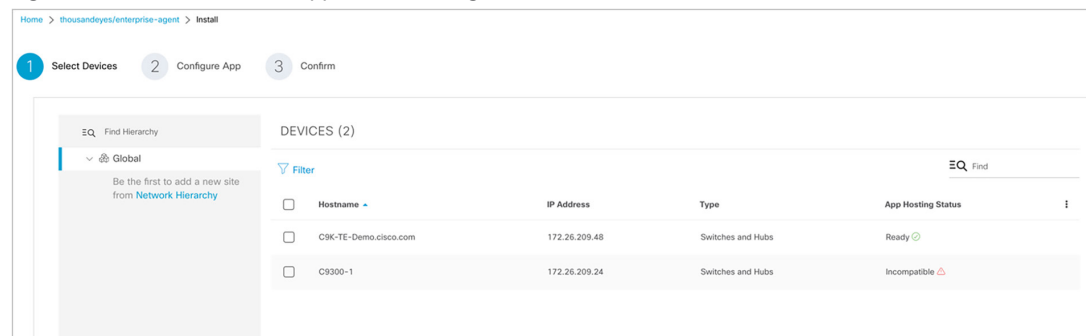 Home > thousandeyes/enterprise-agent > Install
1 Select Devices 2 Configure App 3 Confirm
Find Hierarchy
Global
Be the first to add a new site
from Network Hierarchy
DEVICES (2)
Filter
Find
Hostname IP Address Type App Hosting Status
C9K-TE-Demo.cisco.com 172.26.209.48 Switches and Hubs Ready
C9300-1 172.26.209.24 Switches and Hubs Incompatible